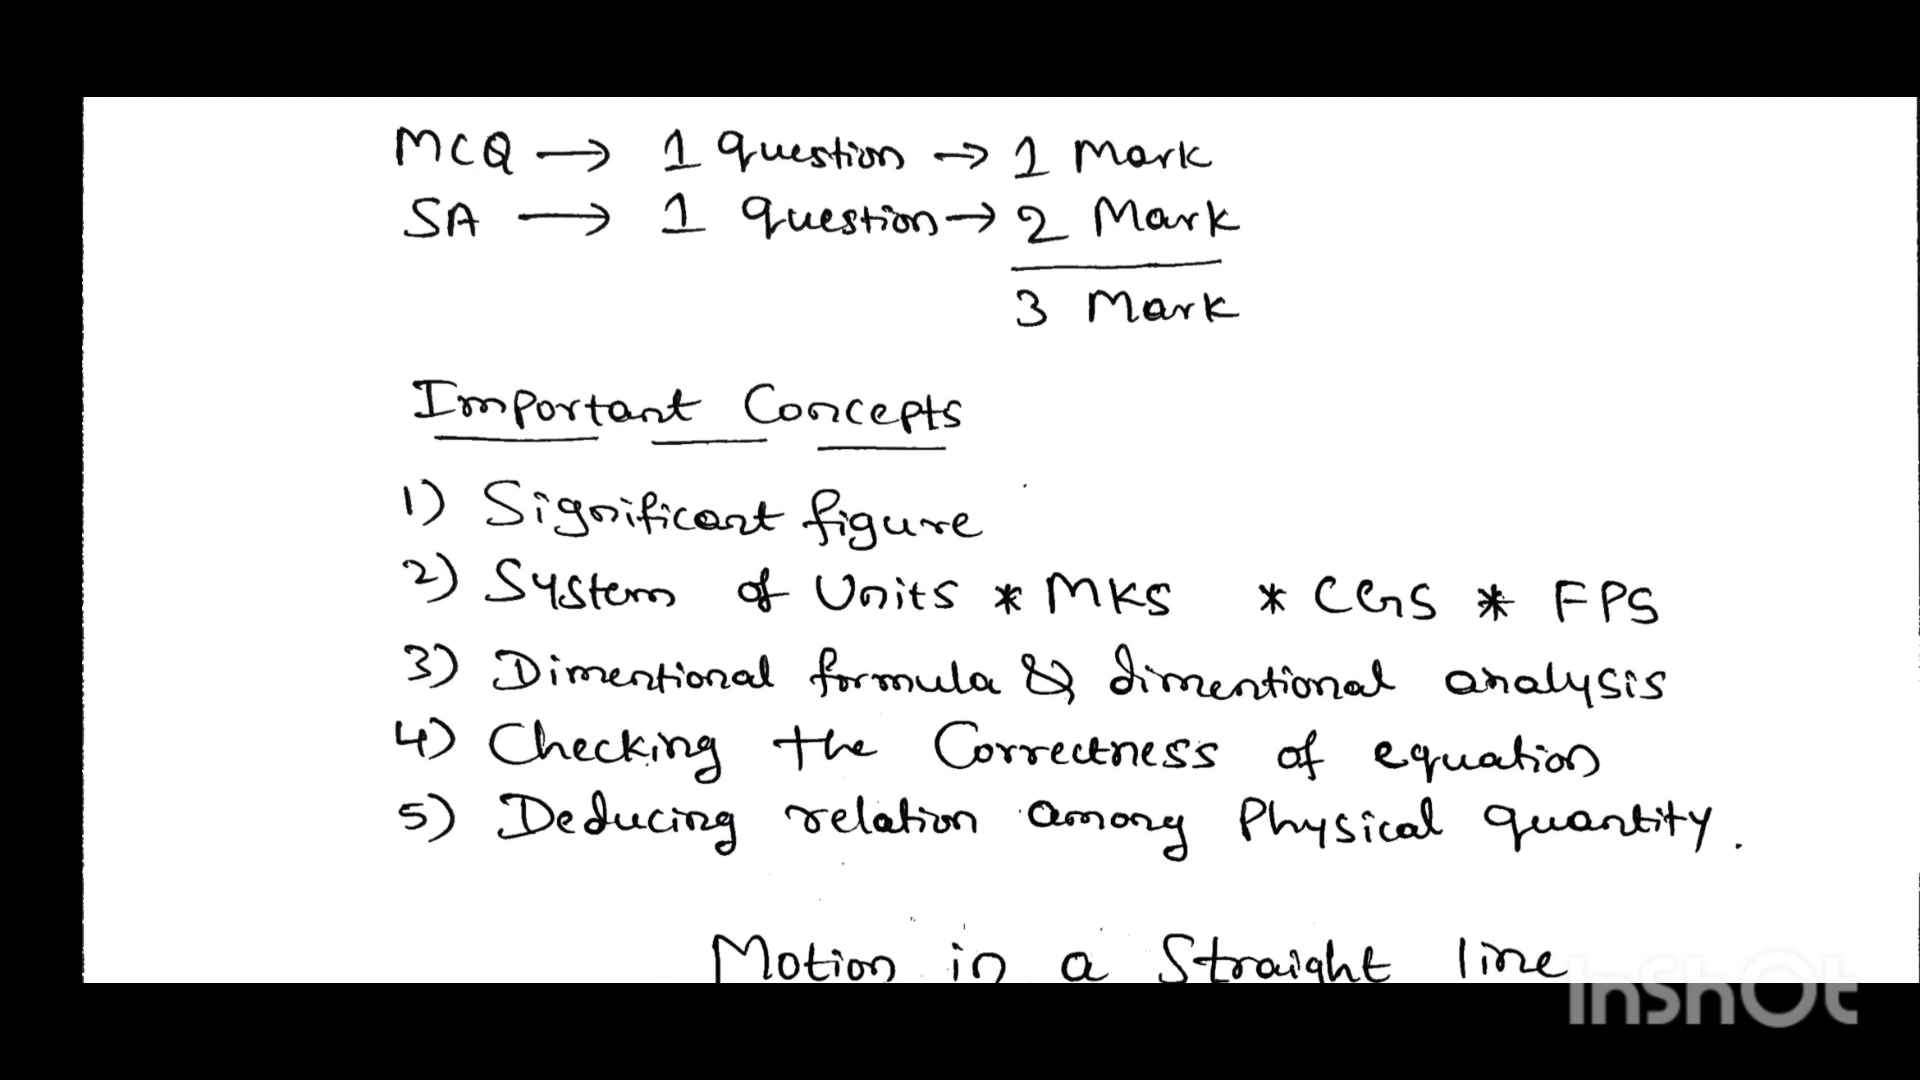 MCQ → 1 question → 1 Mark
SA → 1 question → 2 Mark
3 Mark
Important Concepts
1) Significant figure
2) System of Units * MKS * CGS * FPS
3) Dimentional formula & dimentional analysis
4) Checking the Correctness of equation
5) Deducing relation among Physical quantity.
Motion in a Straight line
InShOt